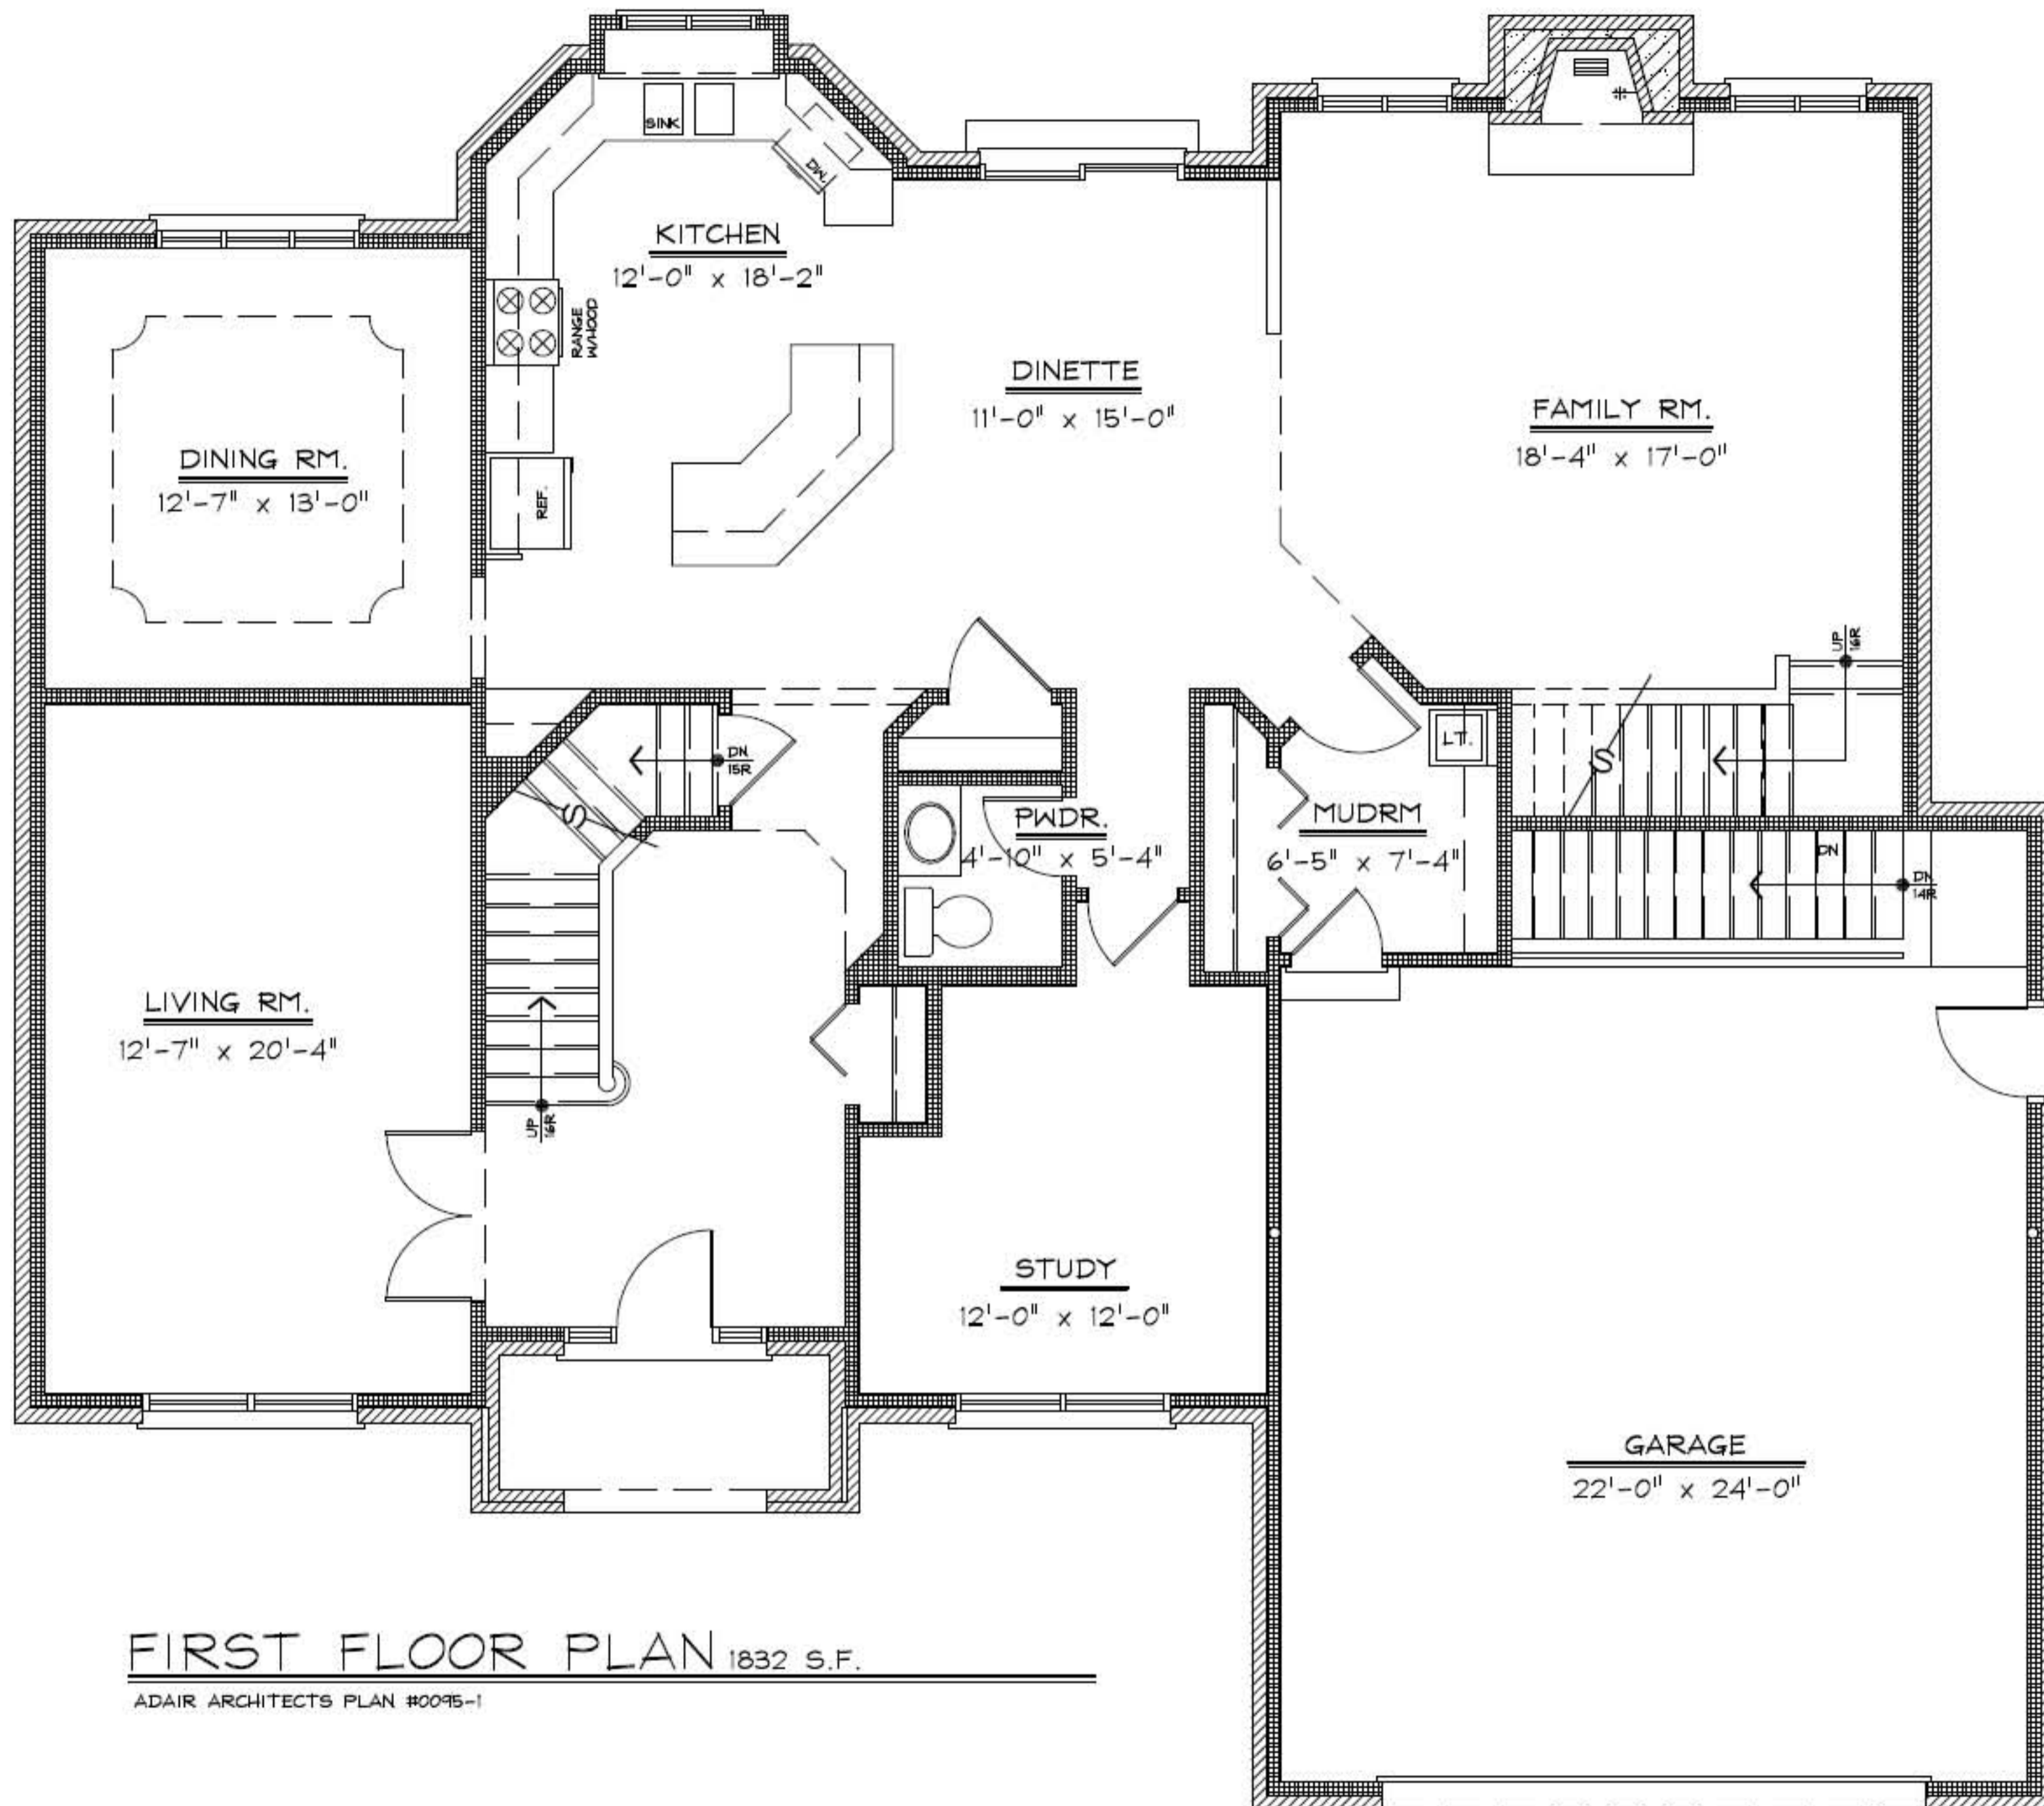 SINK
DW.
KITCHEN
12'-0" x 18'-2"
RANGE
W/HOOD
DINETTE
11'-0" x 15'-0"
FAMILY RM.
18'-4" x 17'-0"
DINING RM.
12'-7" x 13'-0"
REF.
UP
16R
LT.
DN
15R
S
S
PWDR.
4'-10" x 5'-4"
MUDRM
6'-5" x 7'-4"
DN
DN
14R
LIVING RM.
12'-7" x 20'-4"
UP
16R
STUDY
12'-0" x 12'-0"
GARAGE
22'-0" x 24'-0"
FIRST FLOOR PLAN 1832 S.F.
ADAIR ARCHITECTS PLAN #0095-1